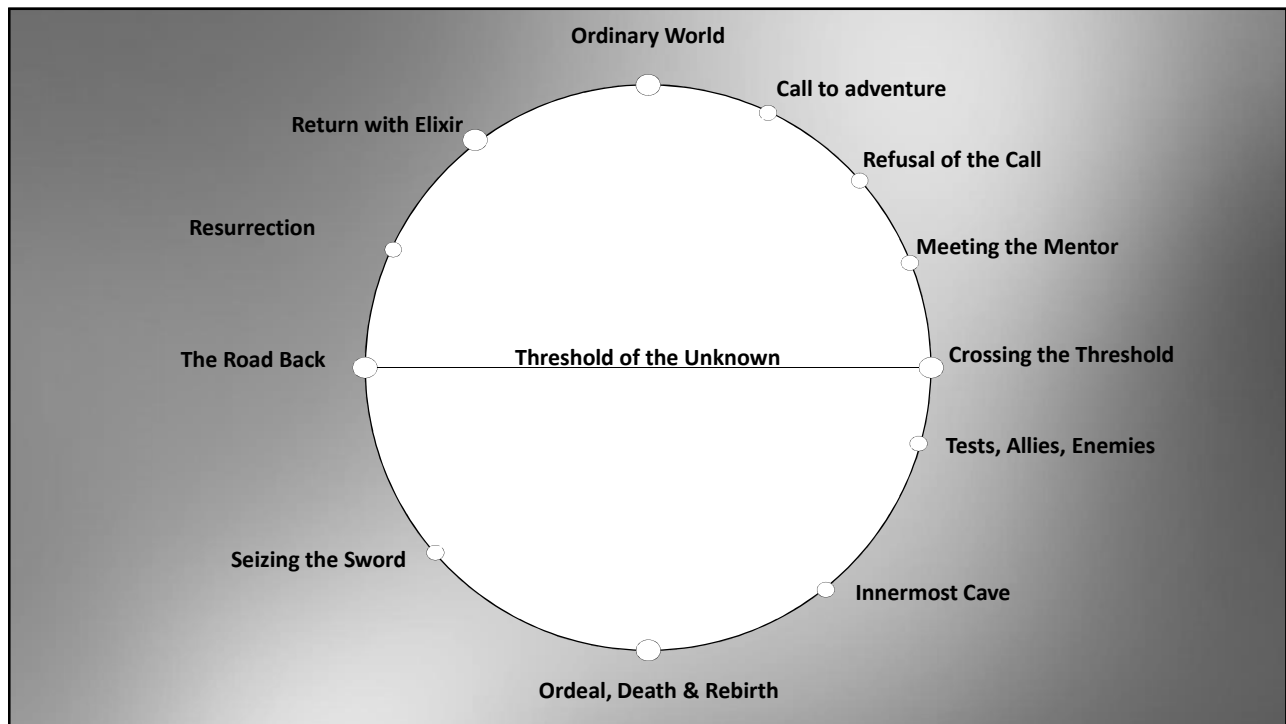 Ordinary World
Call to adventure
Return with Elixir
Refusal of the Call
Resurrection
Meeting the Mentor
The Road Back
Threshold of the Unknown
Crossing the Threshold
Tests, Allies, Enemies
Seizing the Sword
Innermost Cave
Ordeal, Death & Rebirth